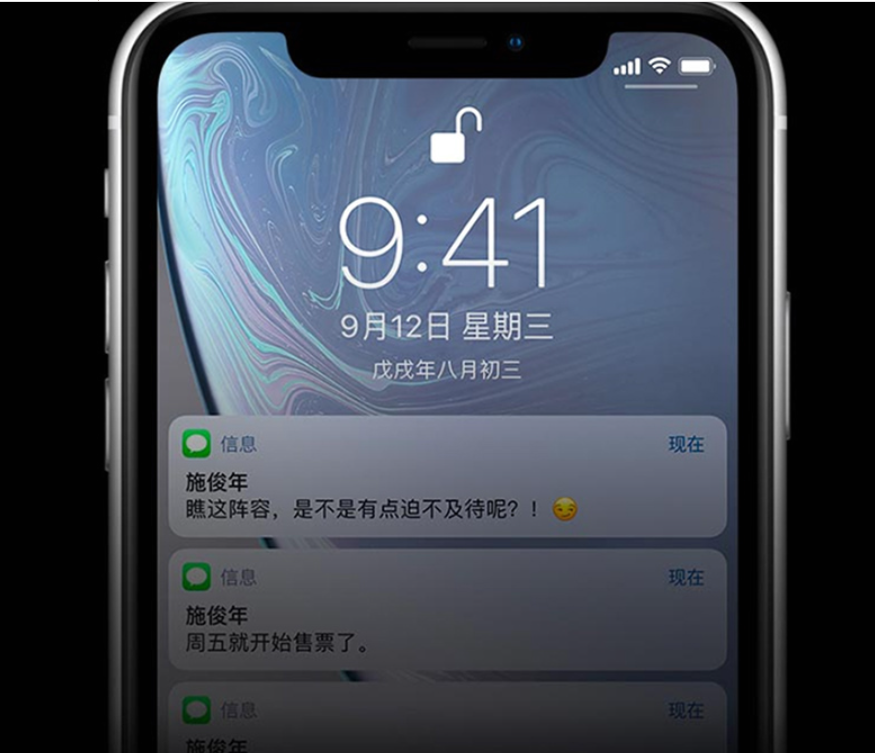 9:41
9月12日 星期三
戊戌年八月初三
信息 现在
施俊年
瞧这阵容，是不是有点迫不及待呢？！😏
信息 现在
施俊年
周五就开始售票了。
信息 现在
施俊年